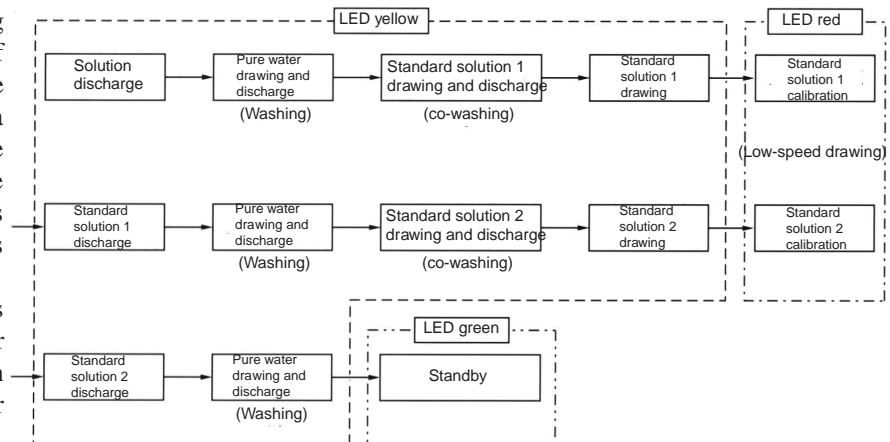 LED yellow
LED red
Solution
discharge
Pure water
drawing and
discharge
(Washing)
Standard solution 1
drawing and discharge
(co-washing)
Standard
solution 1
drawing
Standard
solution 1
calibration
(Low-speed drawing)
Standard
solution 1
discharge
Pure water
drawing and
discharge
(Washing)
Standard solution 2
drawing and discharge
(co-washing)
Standard
solution 2
drawing
Standard
solution 2
calibration
LED green
Standard
solution 2
discharge
Pure water
drawing and
discharge
(Washing)
Standby